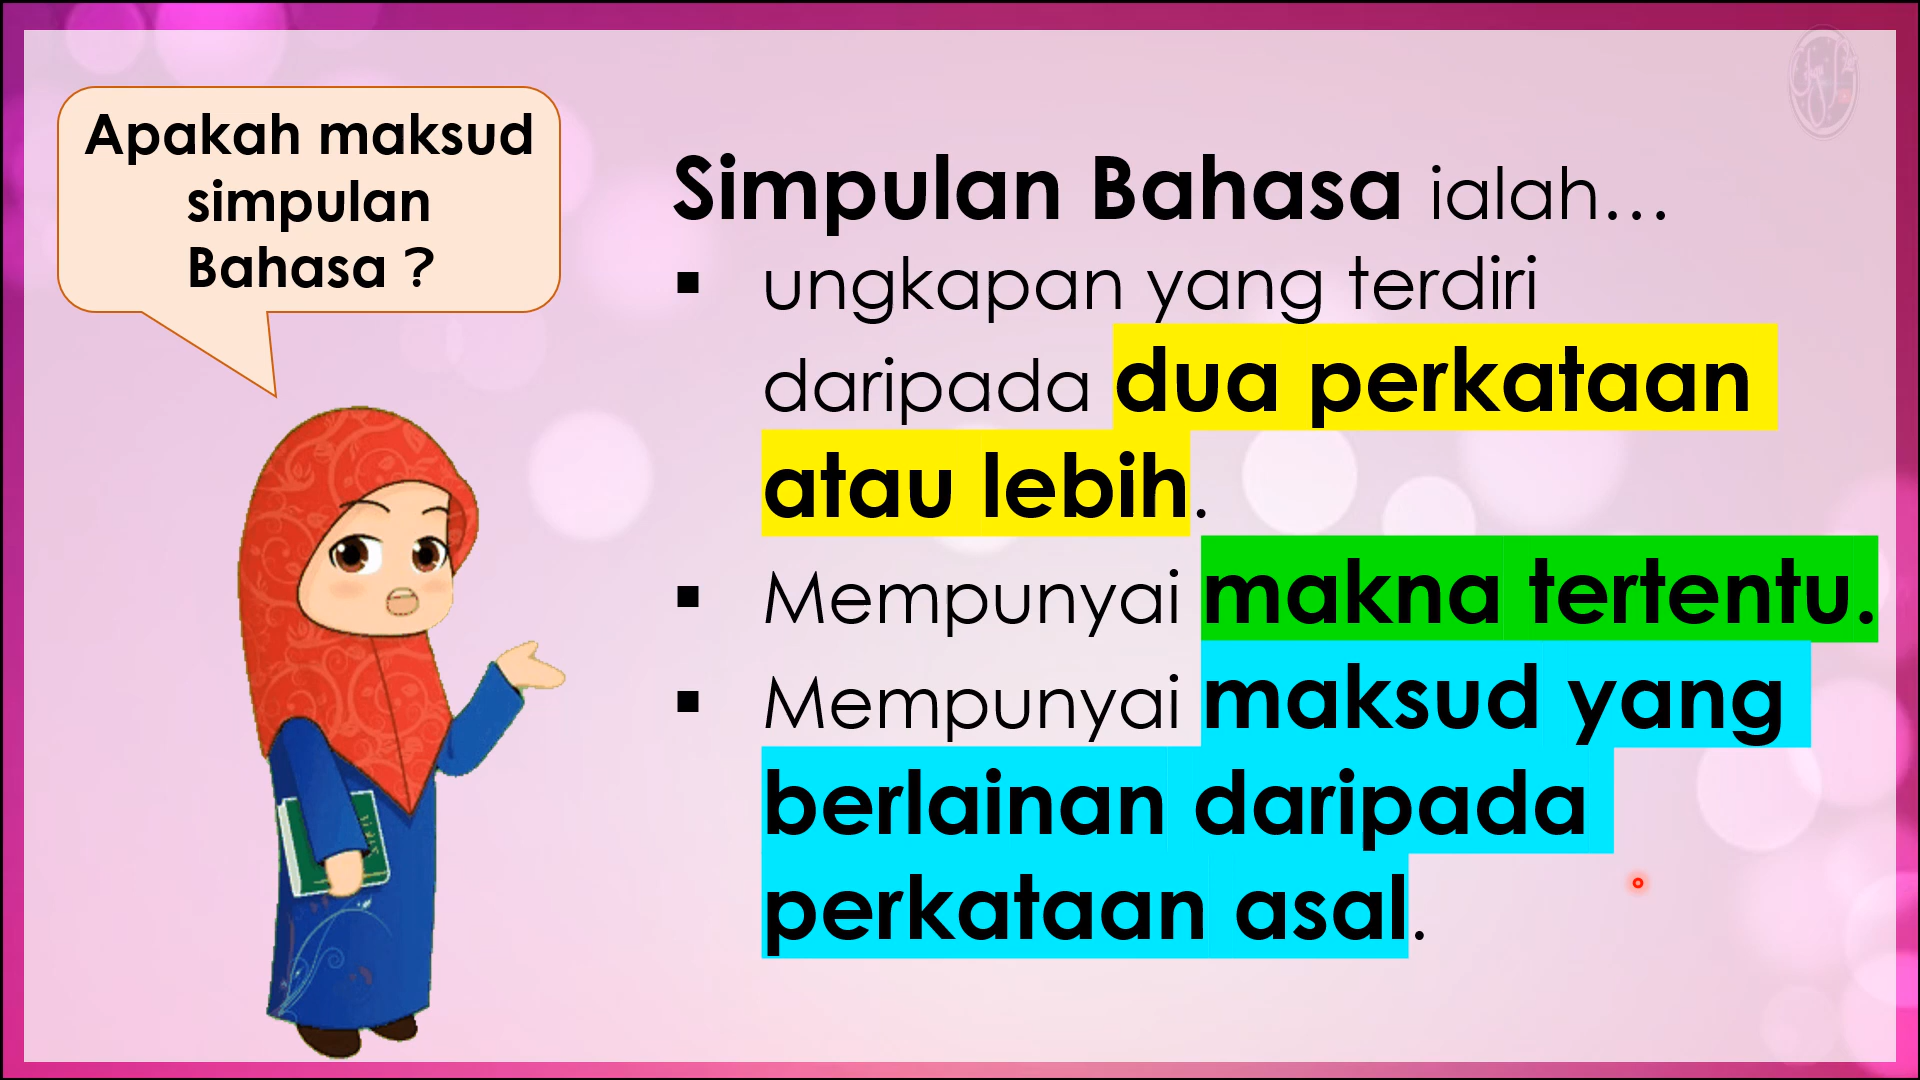 Apakah maksud
simpulan
Bahasa ?
Simpulan Bahasa ialah...
▪ ungkapan yang terdiri
daripada dua perkataan
atau lebih.
▪ Mempunyai makna tertentu.
▪ Mempunyai maksud yang
berlainan daripada
perkataan asal.